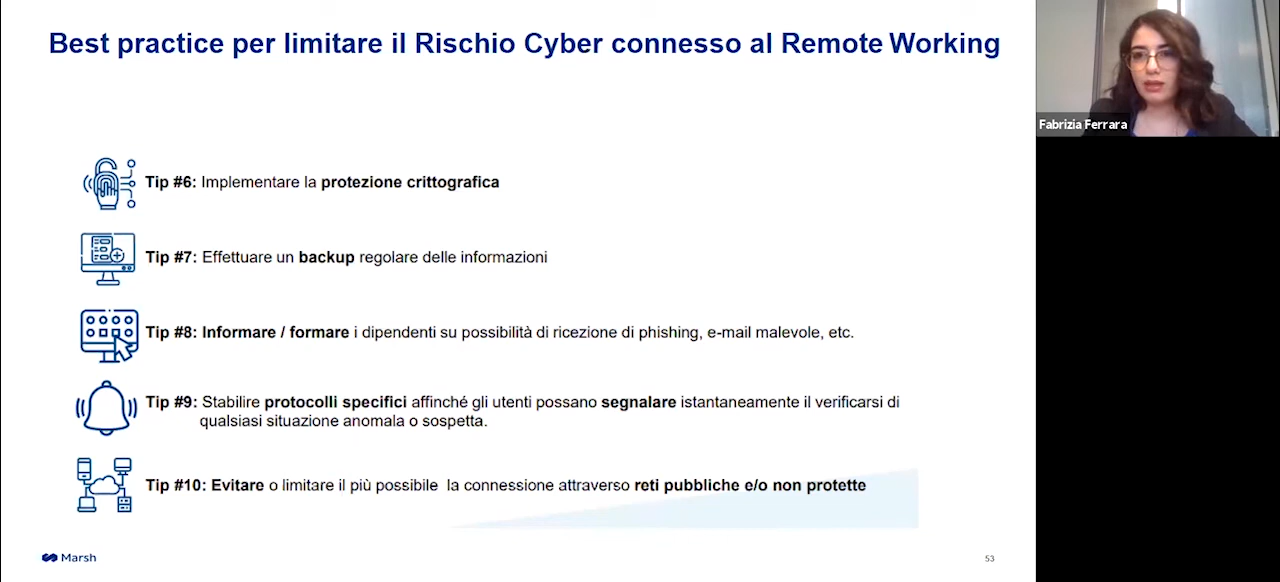 Best practice per limitare il Rischio Cyber connesso al Remote Working
Fabrizia Ferrara
Tip #6: Implementare la protezione crittografica
Tip #7: Effettuare un backup regolare delle informazioni
Tip #8: Informare / formare i dipendenti su possibilità di ricezione di phishing, e-mail malevole, etc.
Tip #9: Stabilire protocolli specifici affinché gli utenti possano segnalare istantaneamente il verificarsi di
qualsiasi situazione anomala o sospetta.
Tip #10: Evitare o limitare il più possibile la connessione attraverso reti pubbliche e/o non protette
Marsh
53